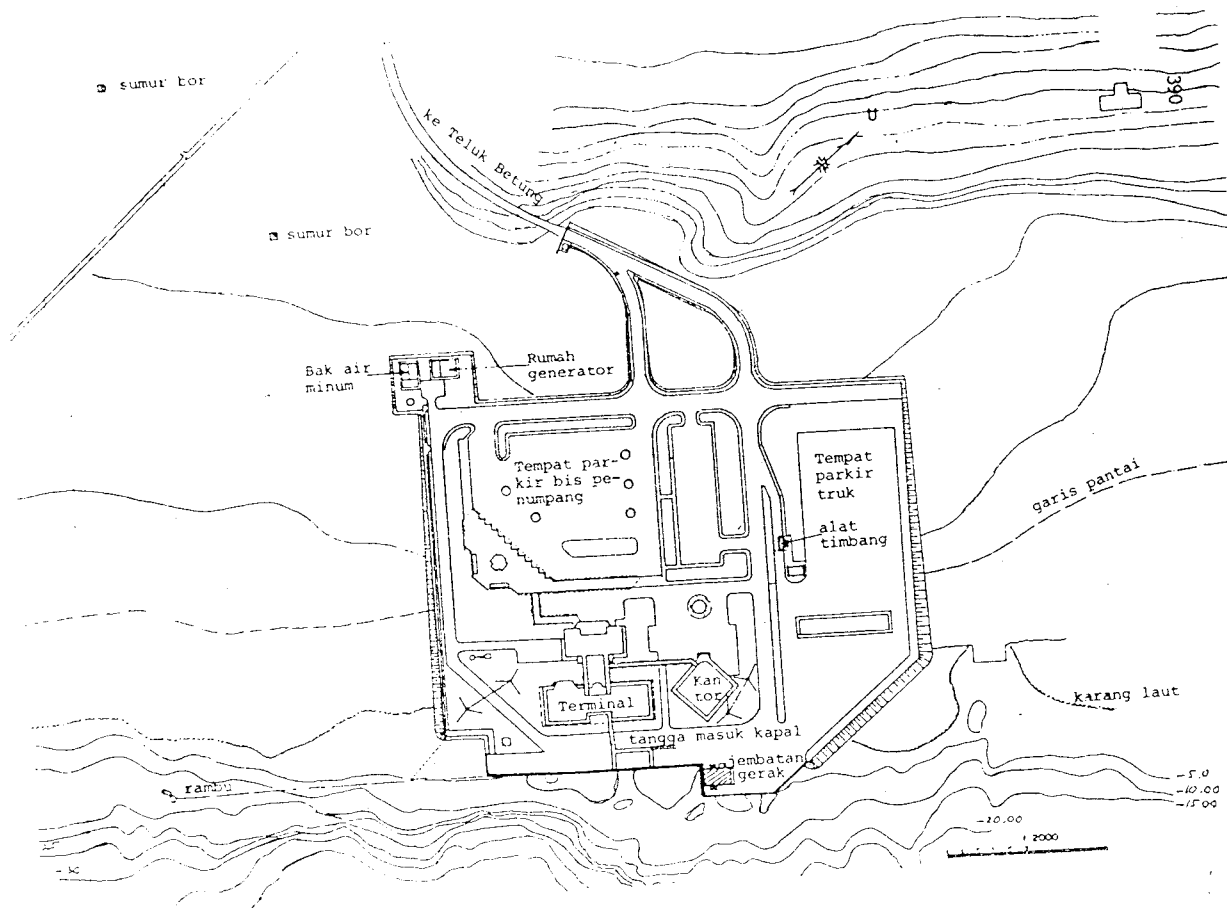 sumur bor
390
U
ke Teluk Betung
sumur bor
Bak air
minum
Rumah
generator
Tempat par-
kir bis pe-
numpang
Tempat
parkir
truk
garis pantai
alat
timbang
Kan
tor
karang laut
Terminal
tangga masuk kapal
jembatan
gerak
rambu
-5.0
-10.00
-15.00
-20.00
1:2000